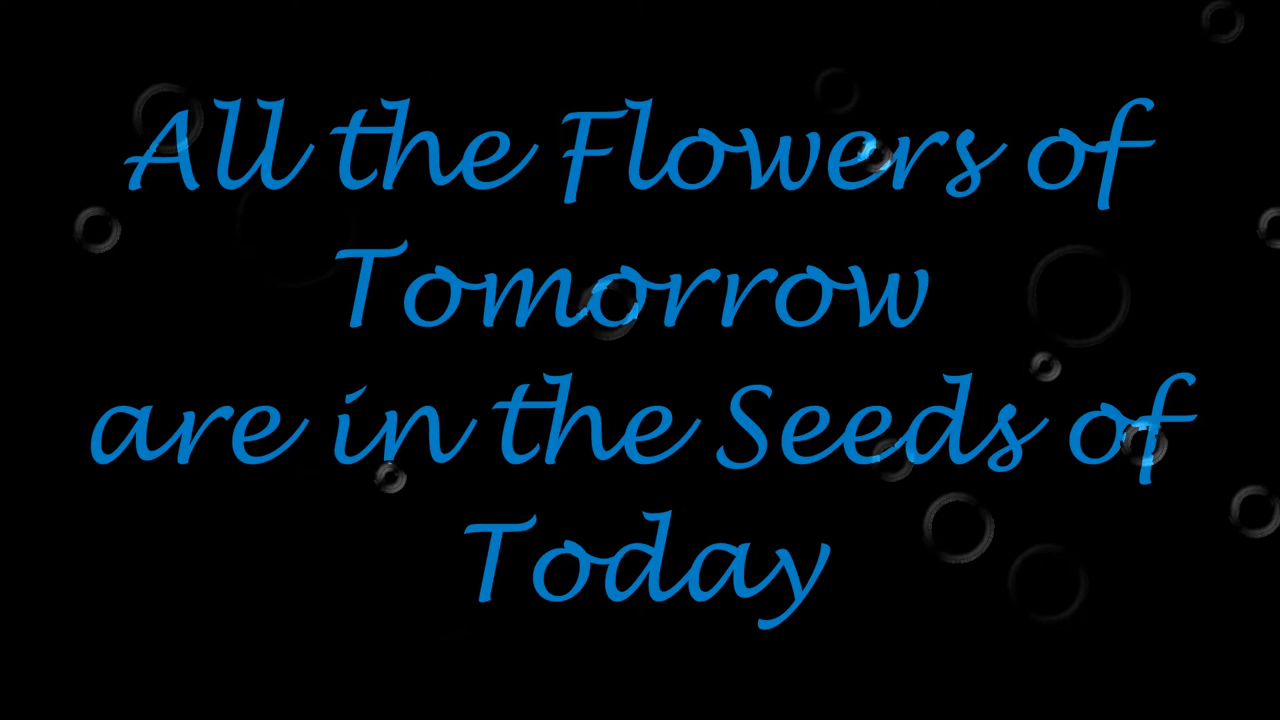 All the Flowers of
Tomorrow
are in the Seeds of
Today